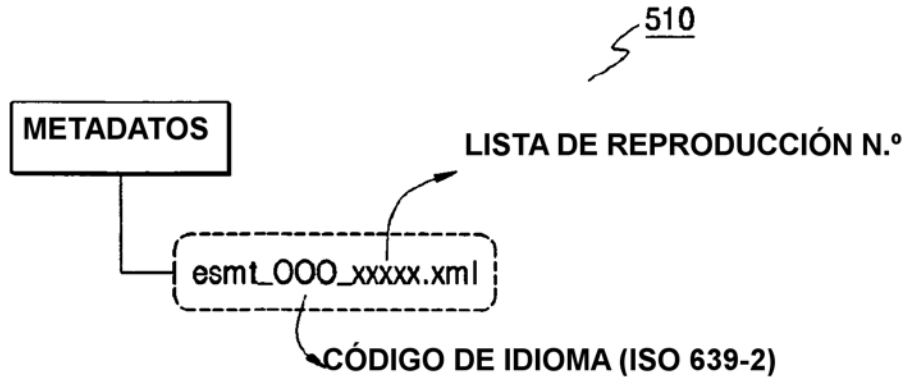 510
METADATOS
LISTA DE REPRODUCCIÓN N.º
esmt_OOO_xxxxx.xml
CÓDIGO DE IDIOMA (ISO 639-2)